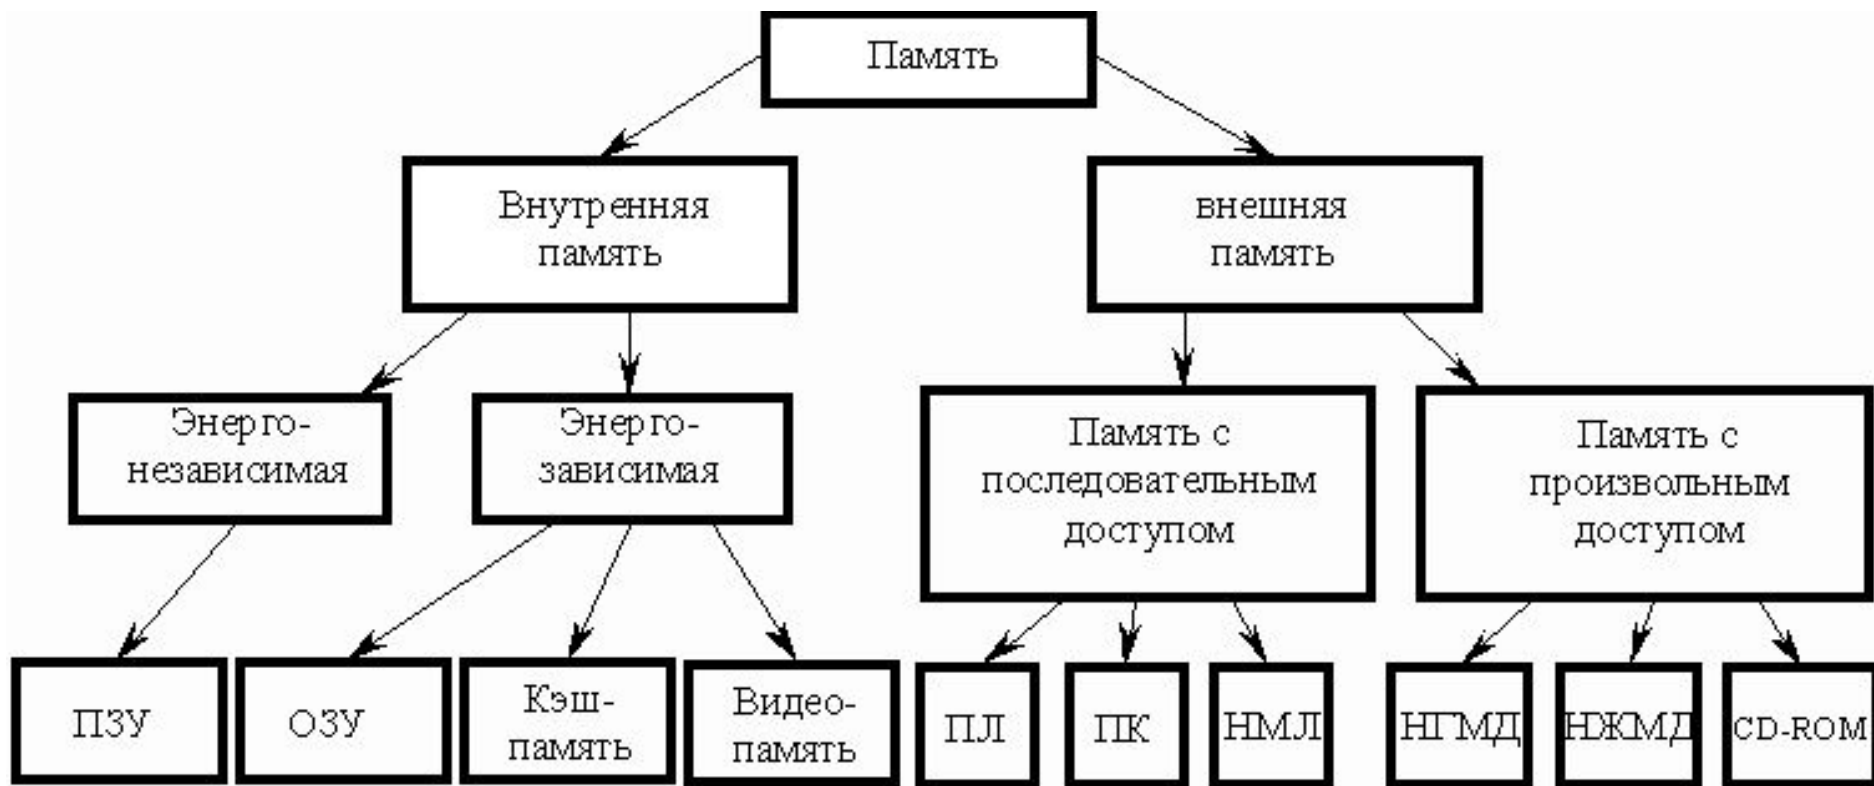 Память
Внутренняя
память
внешняя
память
Энерго-
независимая
Энерго-
зависимая
Память с
последовательным
доступом
Память с
произвольным
доступом
ПЗУ
ОЗУ
Кэш-
память
Видео-
память
ПЛ
ПК
НМЛ
НГМД
НЖМД
CD-ROM